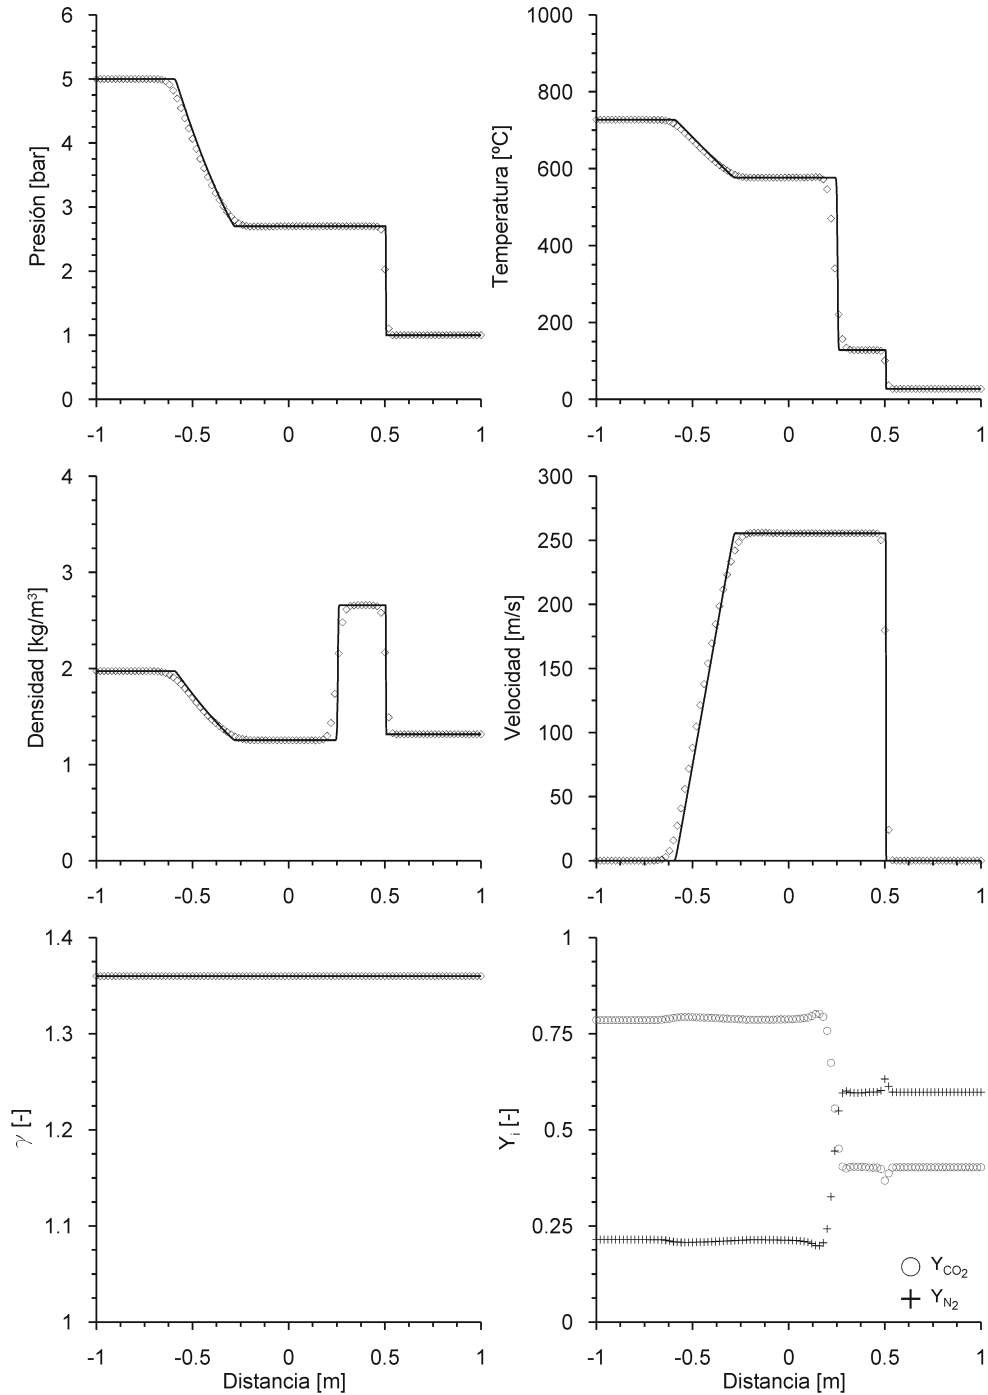 6
5
4
3
2
1
0
Presión [bar]
-1 -0.5 0 0.5 1
1000
800
600
400
200
0
Temperatura [ºC]
-1 -0.5 0 0.5 1
4
3
2
1
0
Densidad [kg/m³]
-1 -0.5 0 0.5 1
300
250
200
150
100
50
0
Velocidad [m/s]
-1 -0.5 0 0.5 1
1.4
1.3
1.2
1.1
1
γ [-]
-1 -0.5 0 0.5 1
Distancia [m]
1
0.75
0.5
0.25
0
Y_i [-]
Y_CO₂
Y_N₂
-1 -0.5 0 0.5 1
Distancia [m]